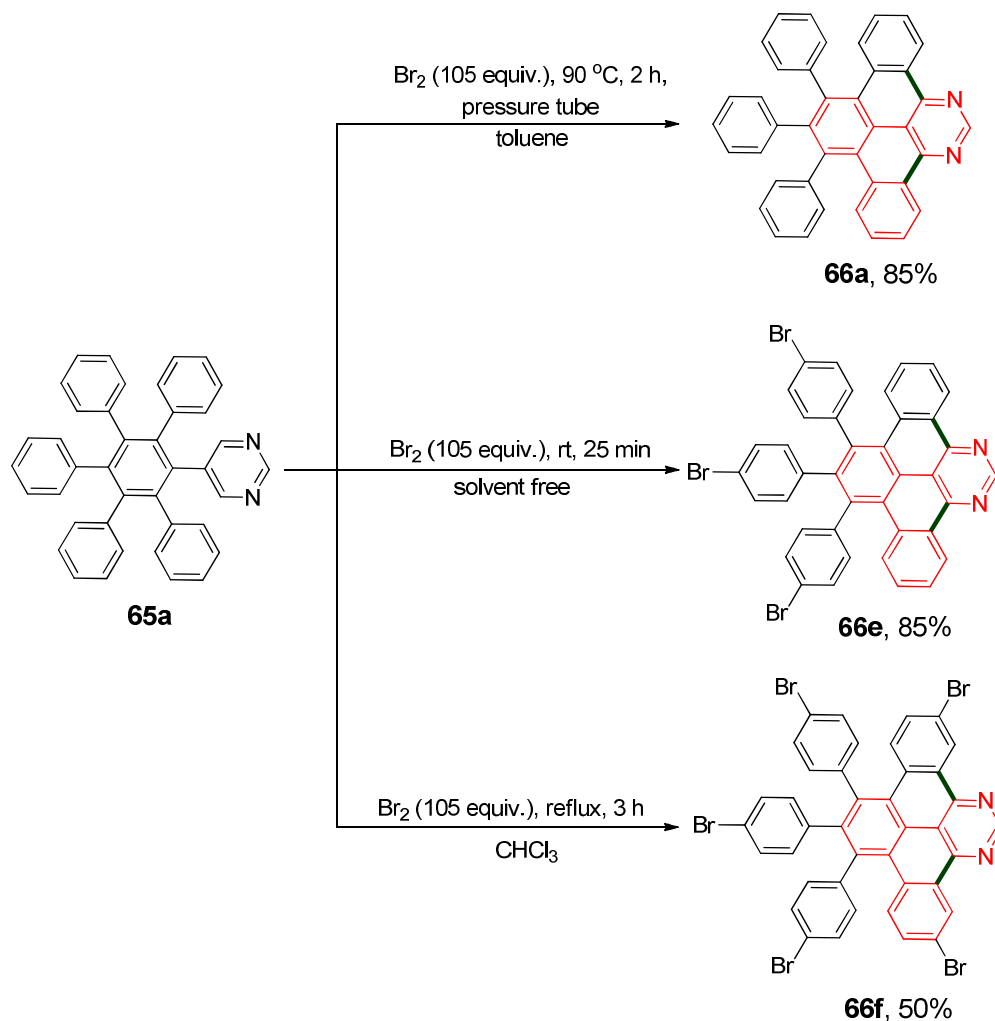 Br2 (105 equiv.), 90 °C, 2 h,
pressure tube
toluene
N
N
66a, 85%
Br
N
N
65a
Br2 (105 equiv.), rt, 25 min
solvent free
Br
N
N
Br
66e, 85%
Br
Br
Br2 (105 equiv.), reflux, 3 h
CHCl3
Br
N
N
Br
Br
66f, 50%